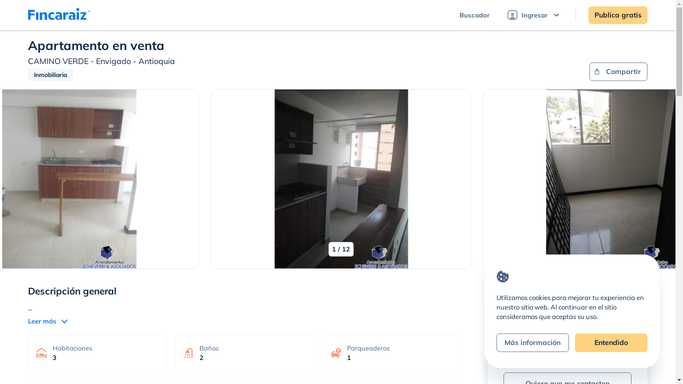 Fincaraiz
Buscador
Ingresar
Publica gratis
Apartamento en venta
CAMINO VERDE - Envigado - Antioquia
Inmobiliaria
Compartir
1 / 12
Descripción general
..
Leer más
Habitaciones
3
Baños
2
Parqueaderos
1
Utilizamos cookies para mejorar tu experiencia en
nuestro sitio web. Al continuar en el sitio
consideramos que aceptas su uso.
Más información
Entendido
Quiero que me contacten